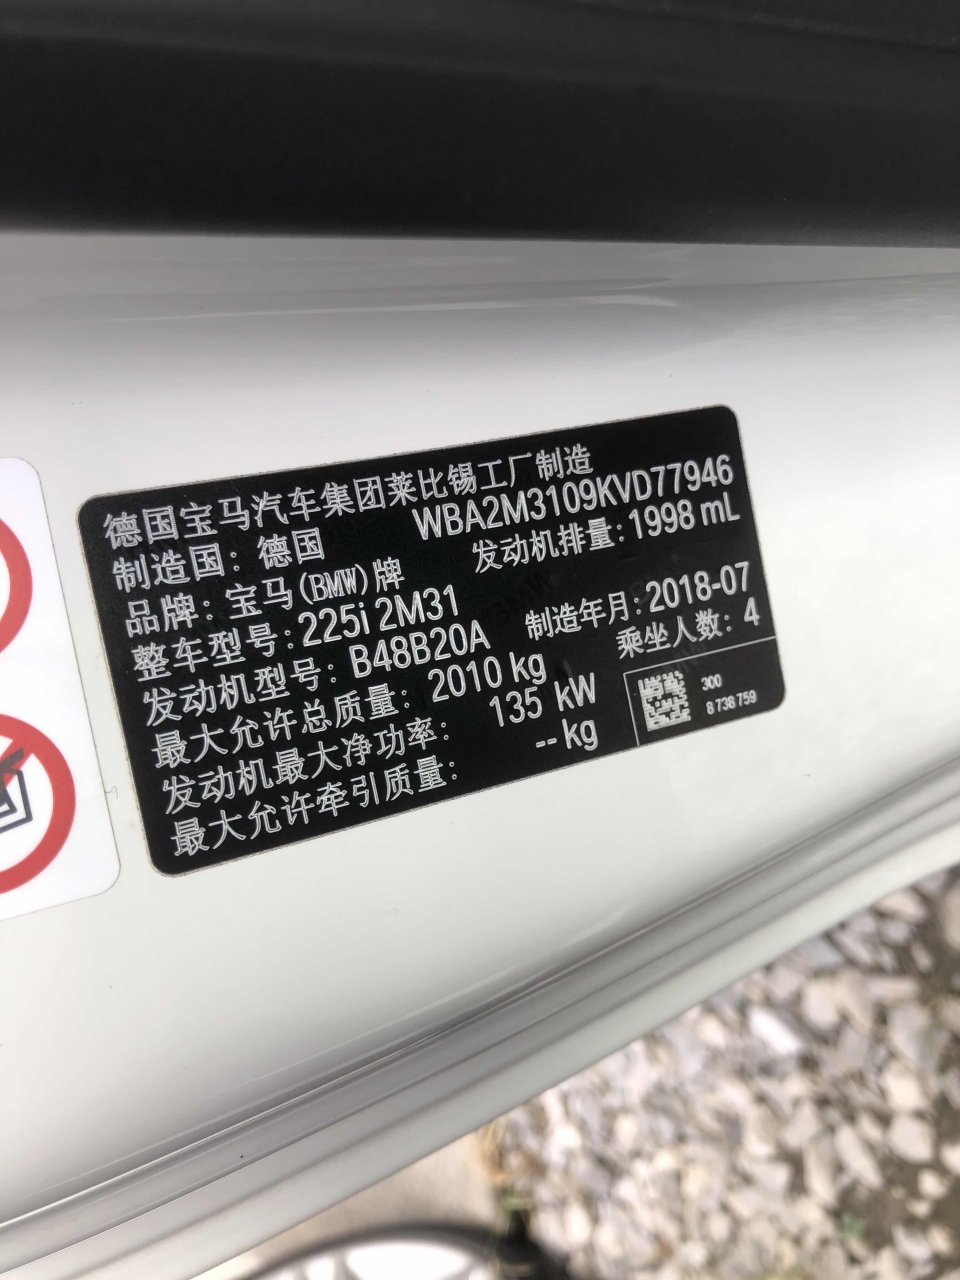 德国宝马汽车集团莱比锡工厂制造
制造国: 德国 WBA2M3109KVD77946
品牌: 宝马(BMW)牌 发动机排量: 1998 mL
整车型号: 225i 2M31
发动机型号: B48B20A 制造年月: 2018-07
最大允许总质量: 2010 kg 乘坐人数: 4
发动机最大净功率: 135 kW
最大允许牵引质量: -- kg
300
8 738 759